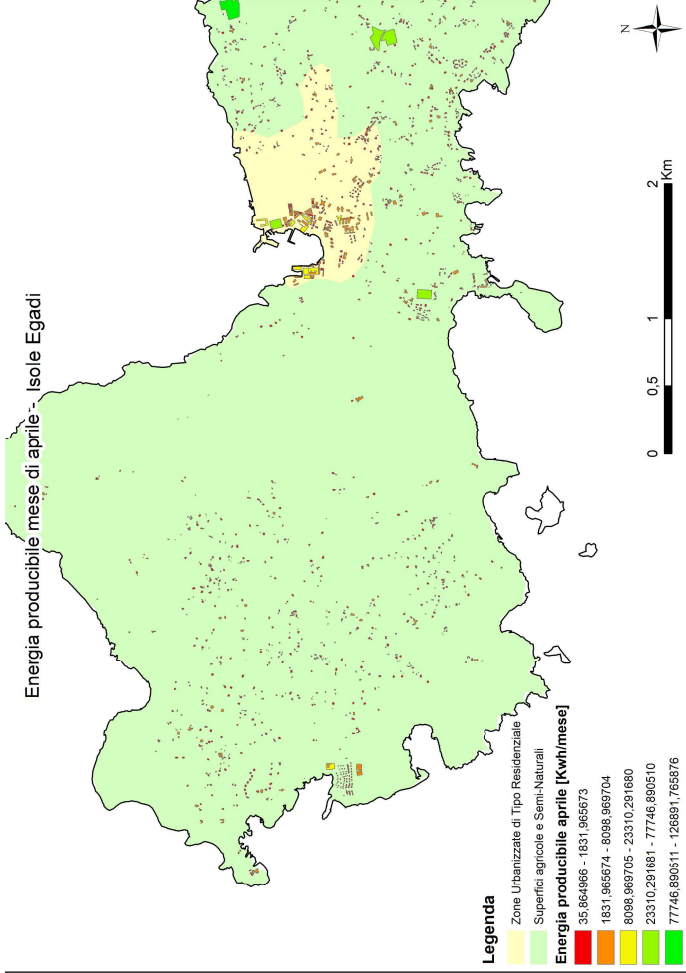 Energia producibile mese di aprile - Isole Egadi
N
0 0,5 1 2
Km
Legenda
Zone Urbanizzate di Tipo Residenziale
Superfici agricole e Semi-Naturali
Energia producibile aprile [Kwh/mese]
35,864966 - 1831,965673
1831,965674 - 8098,969704
8098,969705 - 23310,291680
23310,291681 - 77746,890510
77746,890511 - 126891,765876